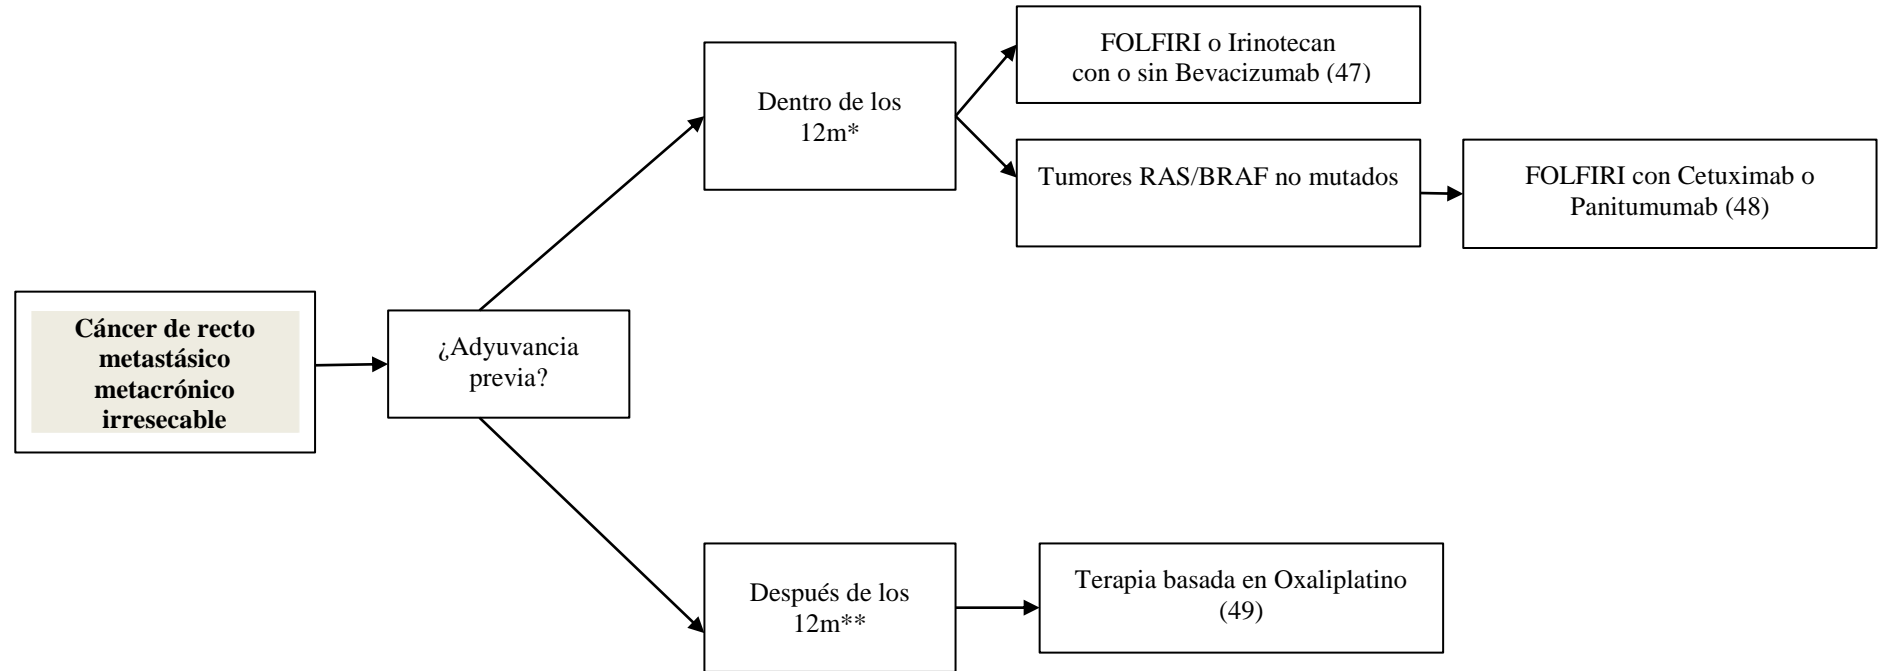 FOLFIRI o Irinotecan
con o sin Bevacizumab (47)
Dentro de los
12m*
Tumores RAS/BRAF no mutados
FOLFIRI con Cetuximab o
Panitumumab (48)
Cáncer de recto
metastásico
metacrónico
irresecable
¿Adyuvancia
previa?
Después de los
12m**
Terapia basada en Oxaliplatino
(49)